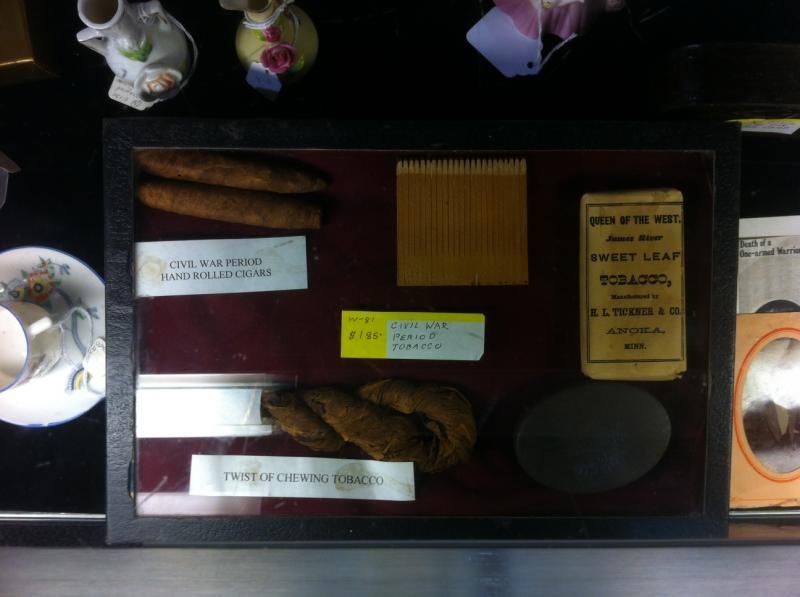 CIVIL WAR PERIOD
HAND ROLLED CIGARS
QUEEN OF THE WEST.
James River
SWEET LEAF
TOBACCO,
Manufactured by
H. L. TICKNER & CO.
ANOKA,
MINN.
W-81
$185.
CIVIL WAR
PERIOD
TOBACCO
TWIST OF CHEWING TOBACCO
Death of a
One-armed Warrior